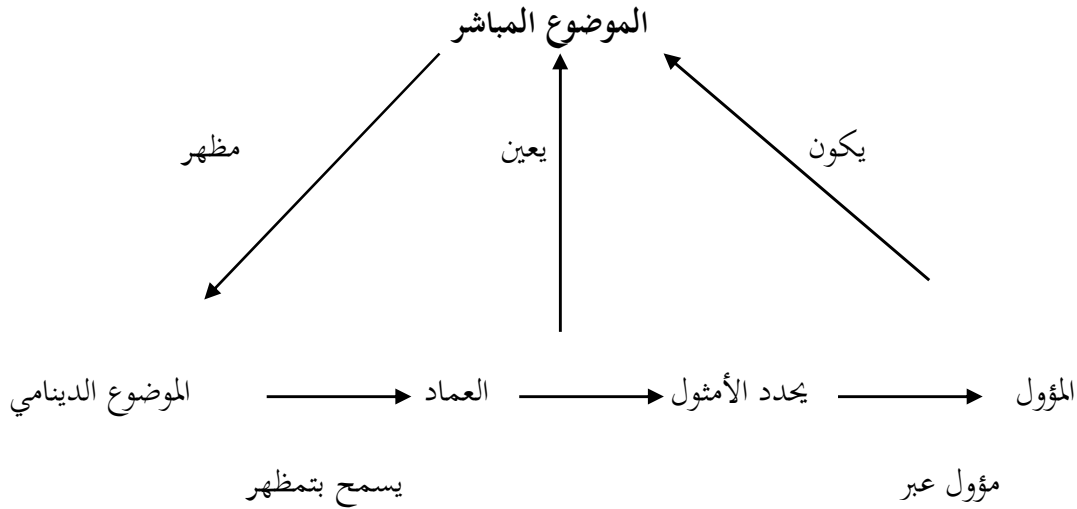 الموضوع المباشر
يكون
يعين
مظهر
المؤول
يحدد الأمثول
العماد
الموضوع الدينامي
مؤول عبر
يسمح بتمظهر